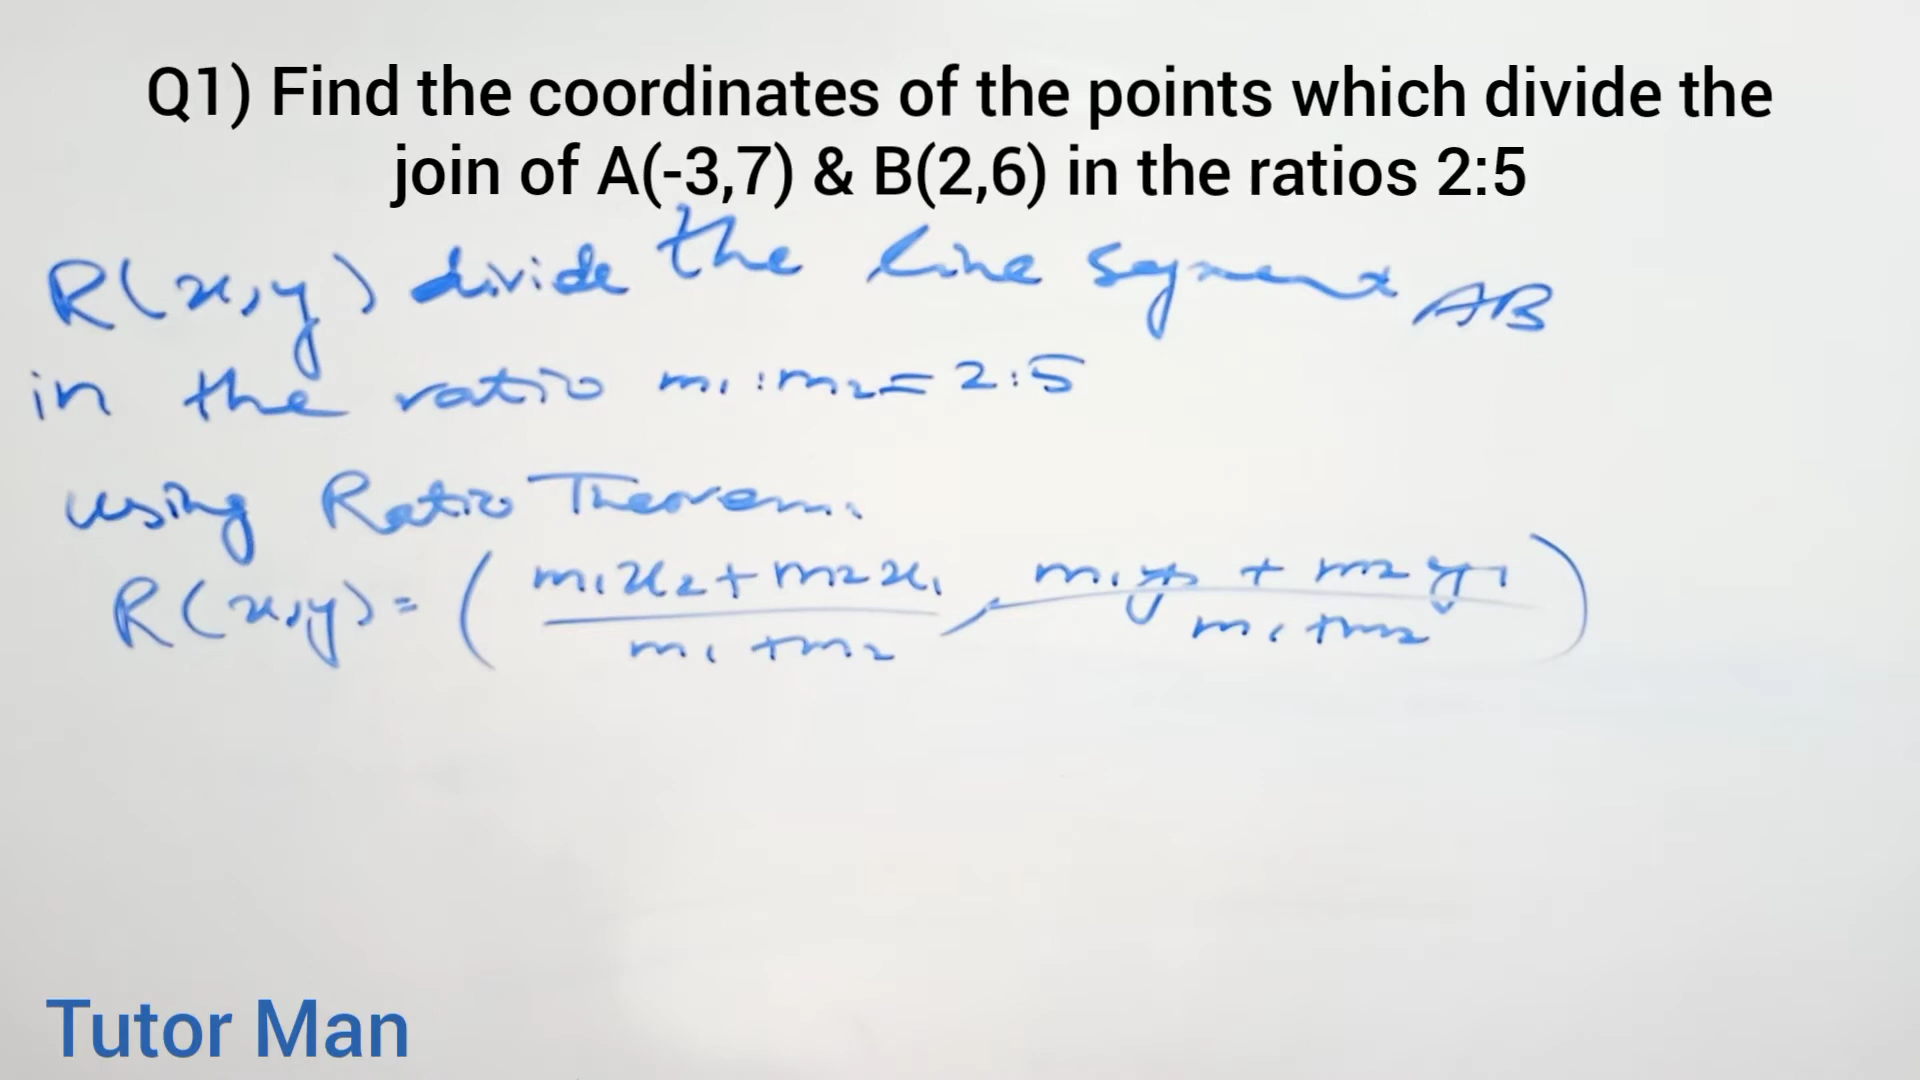 Q1) Find the coordinates of the points which divide the
join of A(-3,7) & B(2,6) in the ratios 2:5
R(x,y) divide the line segment AB
in the ratio m₁:m₂=2:5
using Ratio Theorem.
R(x,y)= ( m₁x₂+m₂x₁ / m₁+m₂ , m₁y₂+m₂y₁ / m₁+m₂ )
Tutor Man